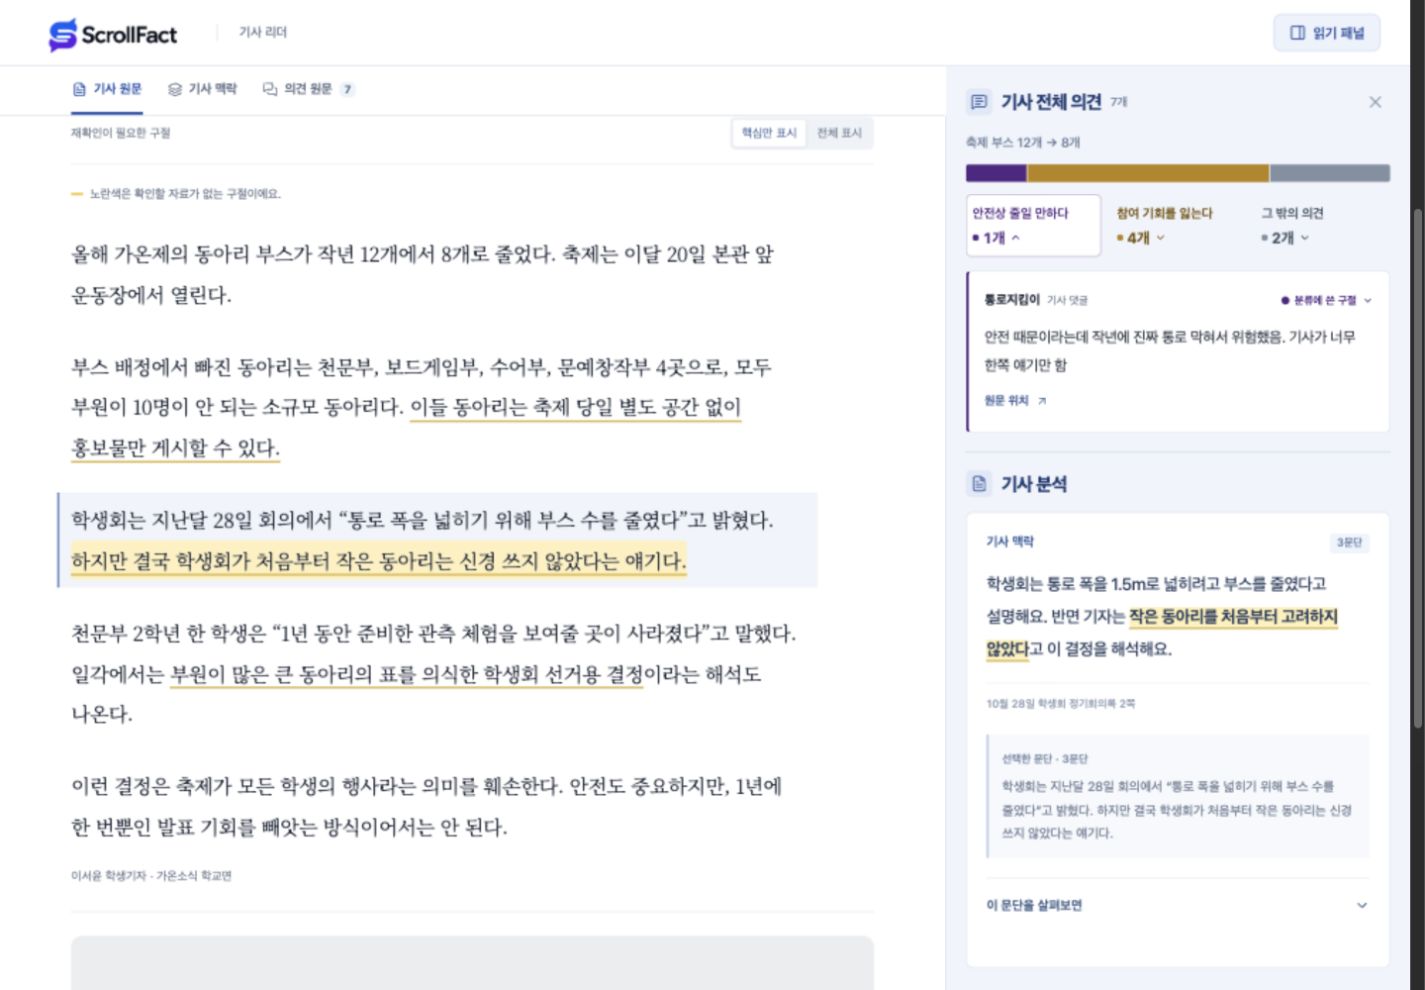 ScrollFact
기사 리더
읽기 패널
기사 원문
기사 맥락
의견 원문 7
재확인이 필요한 구절
핵심만 표시
전체 표시
노란색은 확인할 자료가 없는 구절이에요.
올해 가온제의 동아리 부스가 작년 12개에서 8개로 줄었다. 축제는 이달 20일 본관 앞
운동장에서 열린다.
부스 배정에서 빠진 동아리는 천문부, 보드게임부, 수어부, 문예창작부 4곳으로, 모두
부원이 10명이 안 되는 소규모 동아리다. 이들 동아리는 축제 당일 별도 공간 없이
홍보물만 게시할 수 있다.
학생회는 지난달 28일 회의에서 “통로 폭을 넓히기 위해 부스 수를 줄였다”고 밝혔다.
하지만 결국 학생회가 처음부터 작은 동아리는 신경 쓰지 않았다는 얘기다.
천문부 2학년 한 학생은 “1년 동안 준비한 관측 체험을 보여줄 곳이 사라졌다”고 말했다.
일각에서는 부원이 많은 큰 동아리의 표를 의식한 학생회 선거용 결정이라는 해석도
나온다.
이런 결정은 축제가 모든 학생의 행사라는 의미를 훼손한다. 안전도 중요하지만, 1년에
한 번뿐인 발표 기회를 빼앗는 방식이어서는 안 된다.
이서윤 학생기자 · 가온소식 학교면
기사 전체 의견 7개
축제 부스 12개 → 8개
안전상 줄일 만하다
1개
참여 기회를 잃는다
4개
그 밖의 의견
2개
통로지킴이 기사 댓글
분류에 쓴 구절
안전 때문이라는데 작년에 진짜 통로 막혀서 위험했음. 기사가 너무
한쪽 얘기만 함
원문 위치 ↗
기사 분석
기사 맥락
3문단
학생회는 통로 폭을 1.5m로 넓히려고 부스를 줄였다고
설명해요. 반면 기자는 작은 동아리를 처음부터 고려하지
않았다고 이 결정을 해석해요.
10월 28일 학생회 정기회의록 2쪽
선택한 문단 · 3문단
학생회는 지난달 28일 회의에서 “통로 폭을 넓히기 위해 부스 수를
줄였다”고 밝혔다. 하지만 결국 학생회가 처음부터 작은 동아리는 신경
쓰지 않았다는 얘기다.
이 문단을 살펴보면